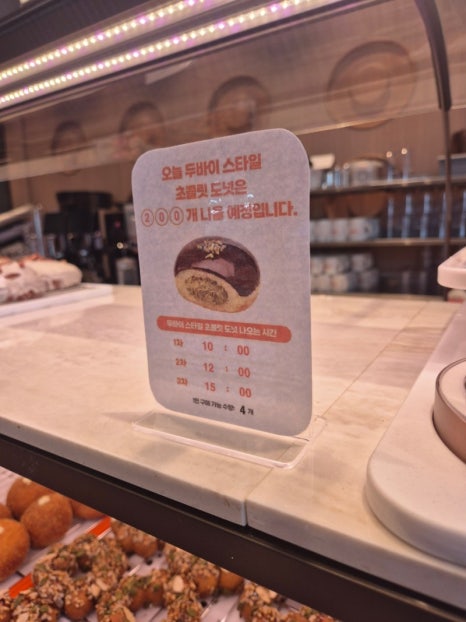 오늘 두바이 스타일
초콜릿 도넛은
②⓪⓪개 나올 예정입니다.
두바이 스타일 초콜릿 도넛 나오는 시간
1차 10 : 00
2차 12 : 00
3차 15 : 00
1인 구매 가능 수량: 4 개